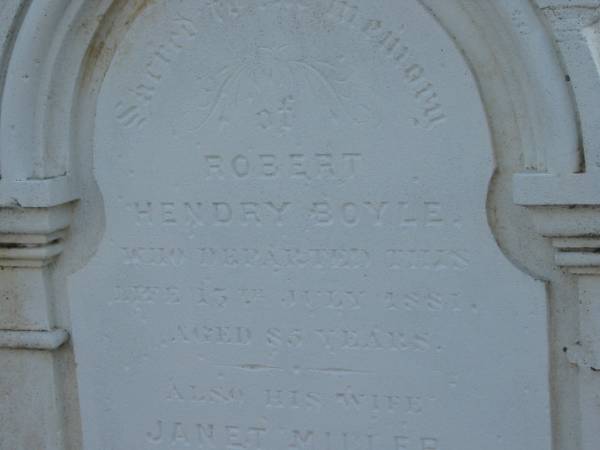 Sacred to the Memory
of
ROBERT
HENDRY BOYLE.
WHO DEPARTED THIS
LIFE 15TH JULY 1881.
AGED 85 YEARS.
ALSO HIS WIFE
JANET MILLER